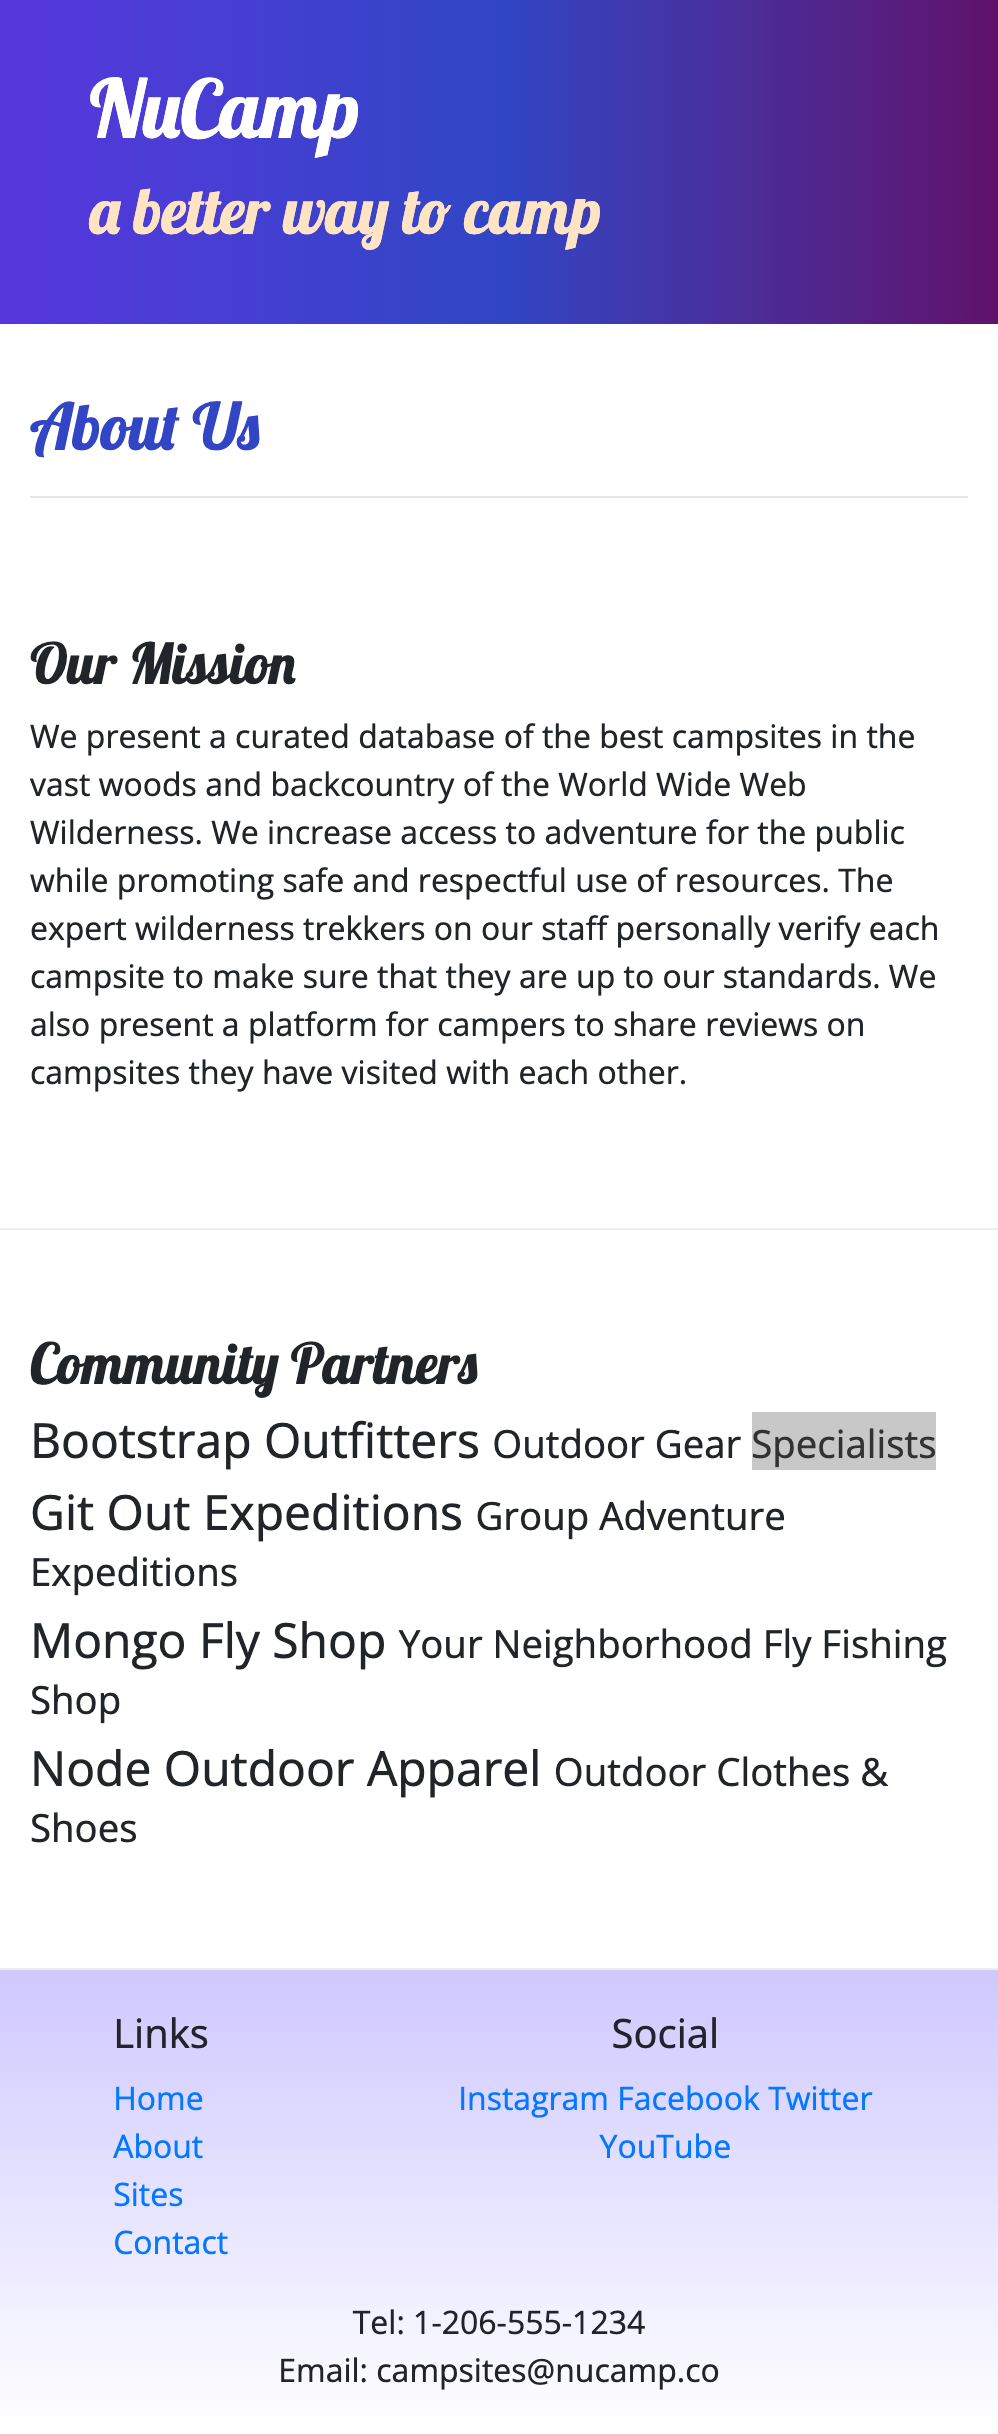 NuCamp
a better way to camp
About Us
Our Mission
We present a curated database of the best campsites in the
vast woods and backcountry of the World Wide Web
Wilderness. We increase access to adventure for the public
while promoting safe and respectful use of resources. The
expert wilderness trekkers on our staff personally verify each
campsite to make sure that they are up to our standards. We
also present a platform for campers to share reviews on
campsites they have visited with each other.
Community Partners
Bootstrap Outfitters Outdoor Gear Specialists
Git Out Expeditions Group Adventure
Expeditions
Mongo Fly Shop Your Neighborhood Fly Fishing
Shop
Node Outdoor Apparel Outdoor Clothes &
Shoes
Links
Home
About
Sites
Contact
Social
Instagram Facebook Twitter
YouTube
Tel: 1-206-555-1234
Email: campsites@nucamp.co